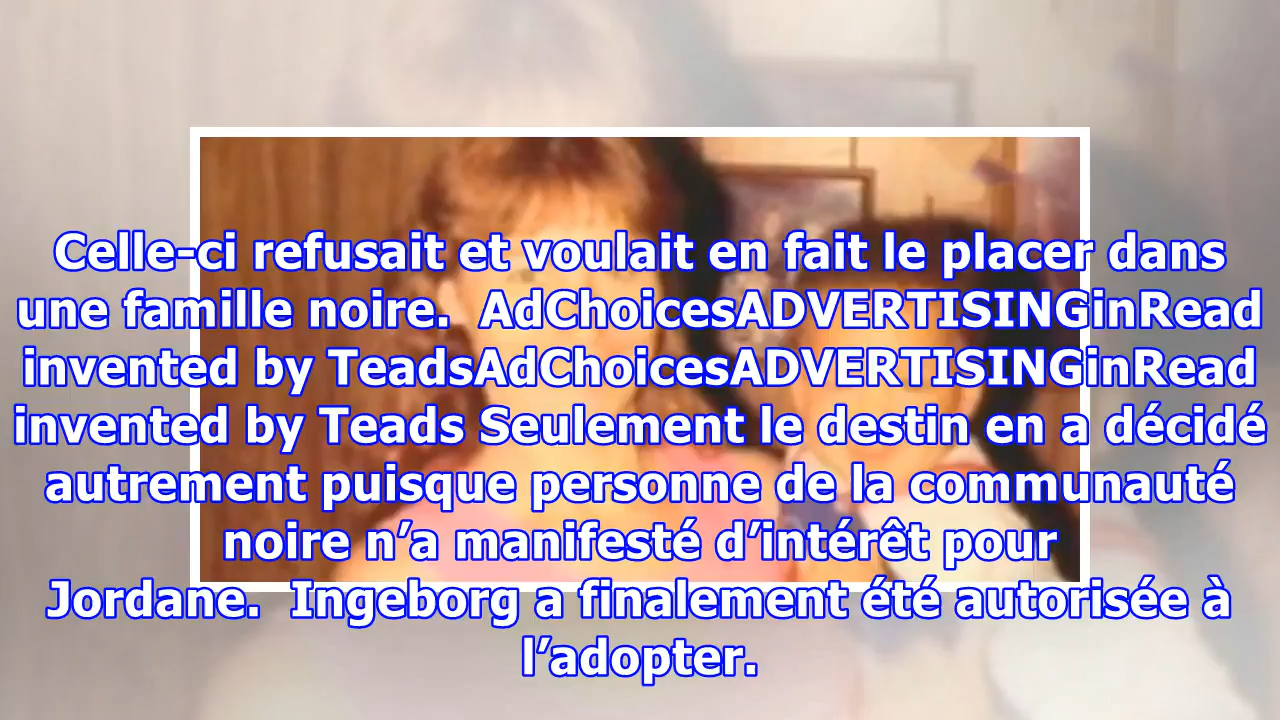 Celle-ci refusait et voulait en fait le placer dans
une famille noire.  AdChoicesADVERTISINGinRead
invented by TeadsAdChoicesADVERTISINGinRead
invented by Teads Seulement le destin en a décidé
autrement puisque personne de la communauté
noire n’a manifesté d’intérêt pour
Jordane.  Ingeborg a finalement été autorisée à
l’adopter.